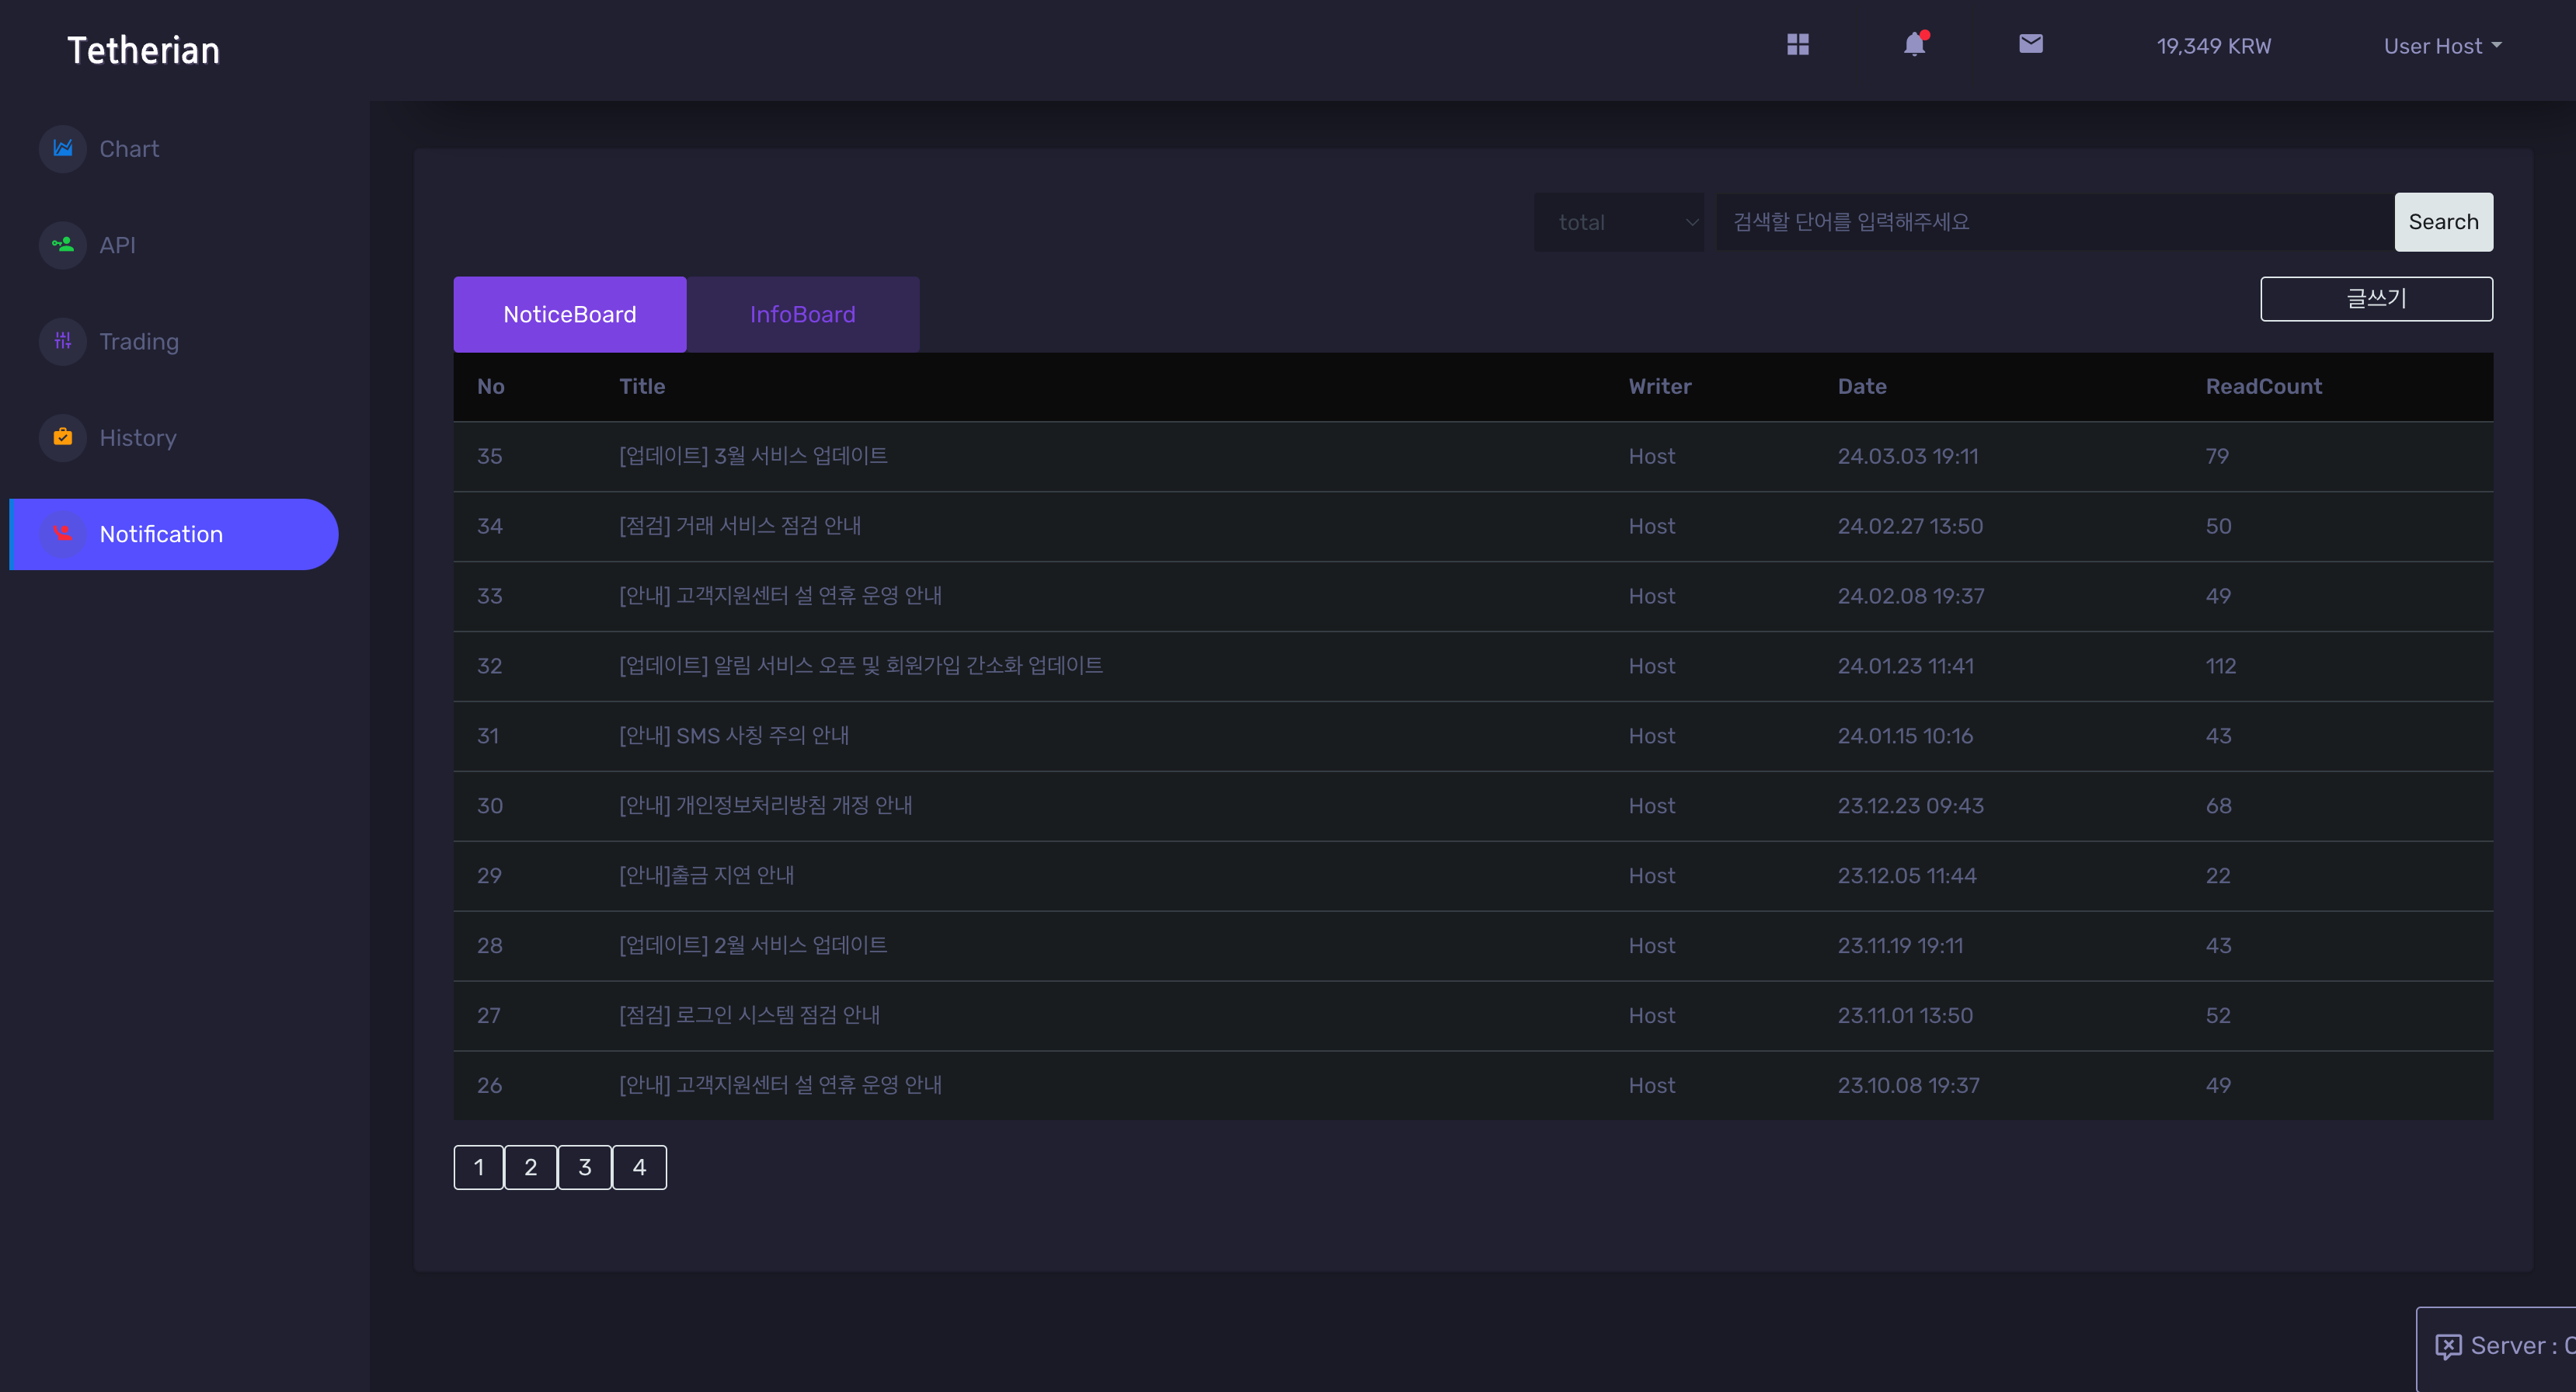 Tetherian
19,349 KRW
User Host
Chart
API
Trading
History
Notification
total
검색할 단어를 입력해주세요
Search
NoticeBoard
InfoBoard
글쓰기
No Title Writer Date ReadCount
35 [업데이트] 3월 서비스 업데이트 Host 24.03.03 19:11 79
34 [점검] 거래 서비스 점검 안내 Host 24.02.27 13:50 50
33 [안내] 고객지원센터 설 연휴 운영 안내 Host 24.02.08 19:37 49
32 [업데이트] 알림 서비스 오픈 및 회원가입 간소화 업데이트 Host 24.01.23 11:41 112
31 [안내] SMS 사칭 주의 안내 Host 24.01.15 10:16 43
30 [안내] 개인정보처리방침 개정 안내 Host 23.12.23 09:43 68
29 [안내]출금 지연 안내 Host 23.12.05 11:44 22
28 [업데이트] 2월 서비스 업데이트 Host 23.11.19 19:11 43
27 [점검] 로그인 시스템 점검 안내 Host 23.11.01 13:50 52
26 [안내] 고객지원센터 설 연휴 운영 안내 Host 23.10.08 19:37 49
1 2 3 4
Server :